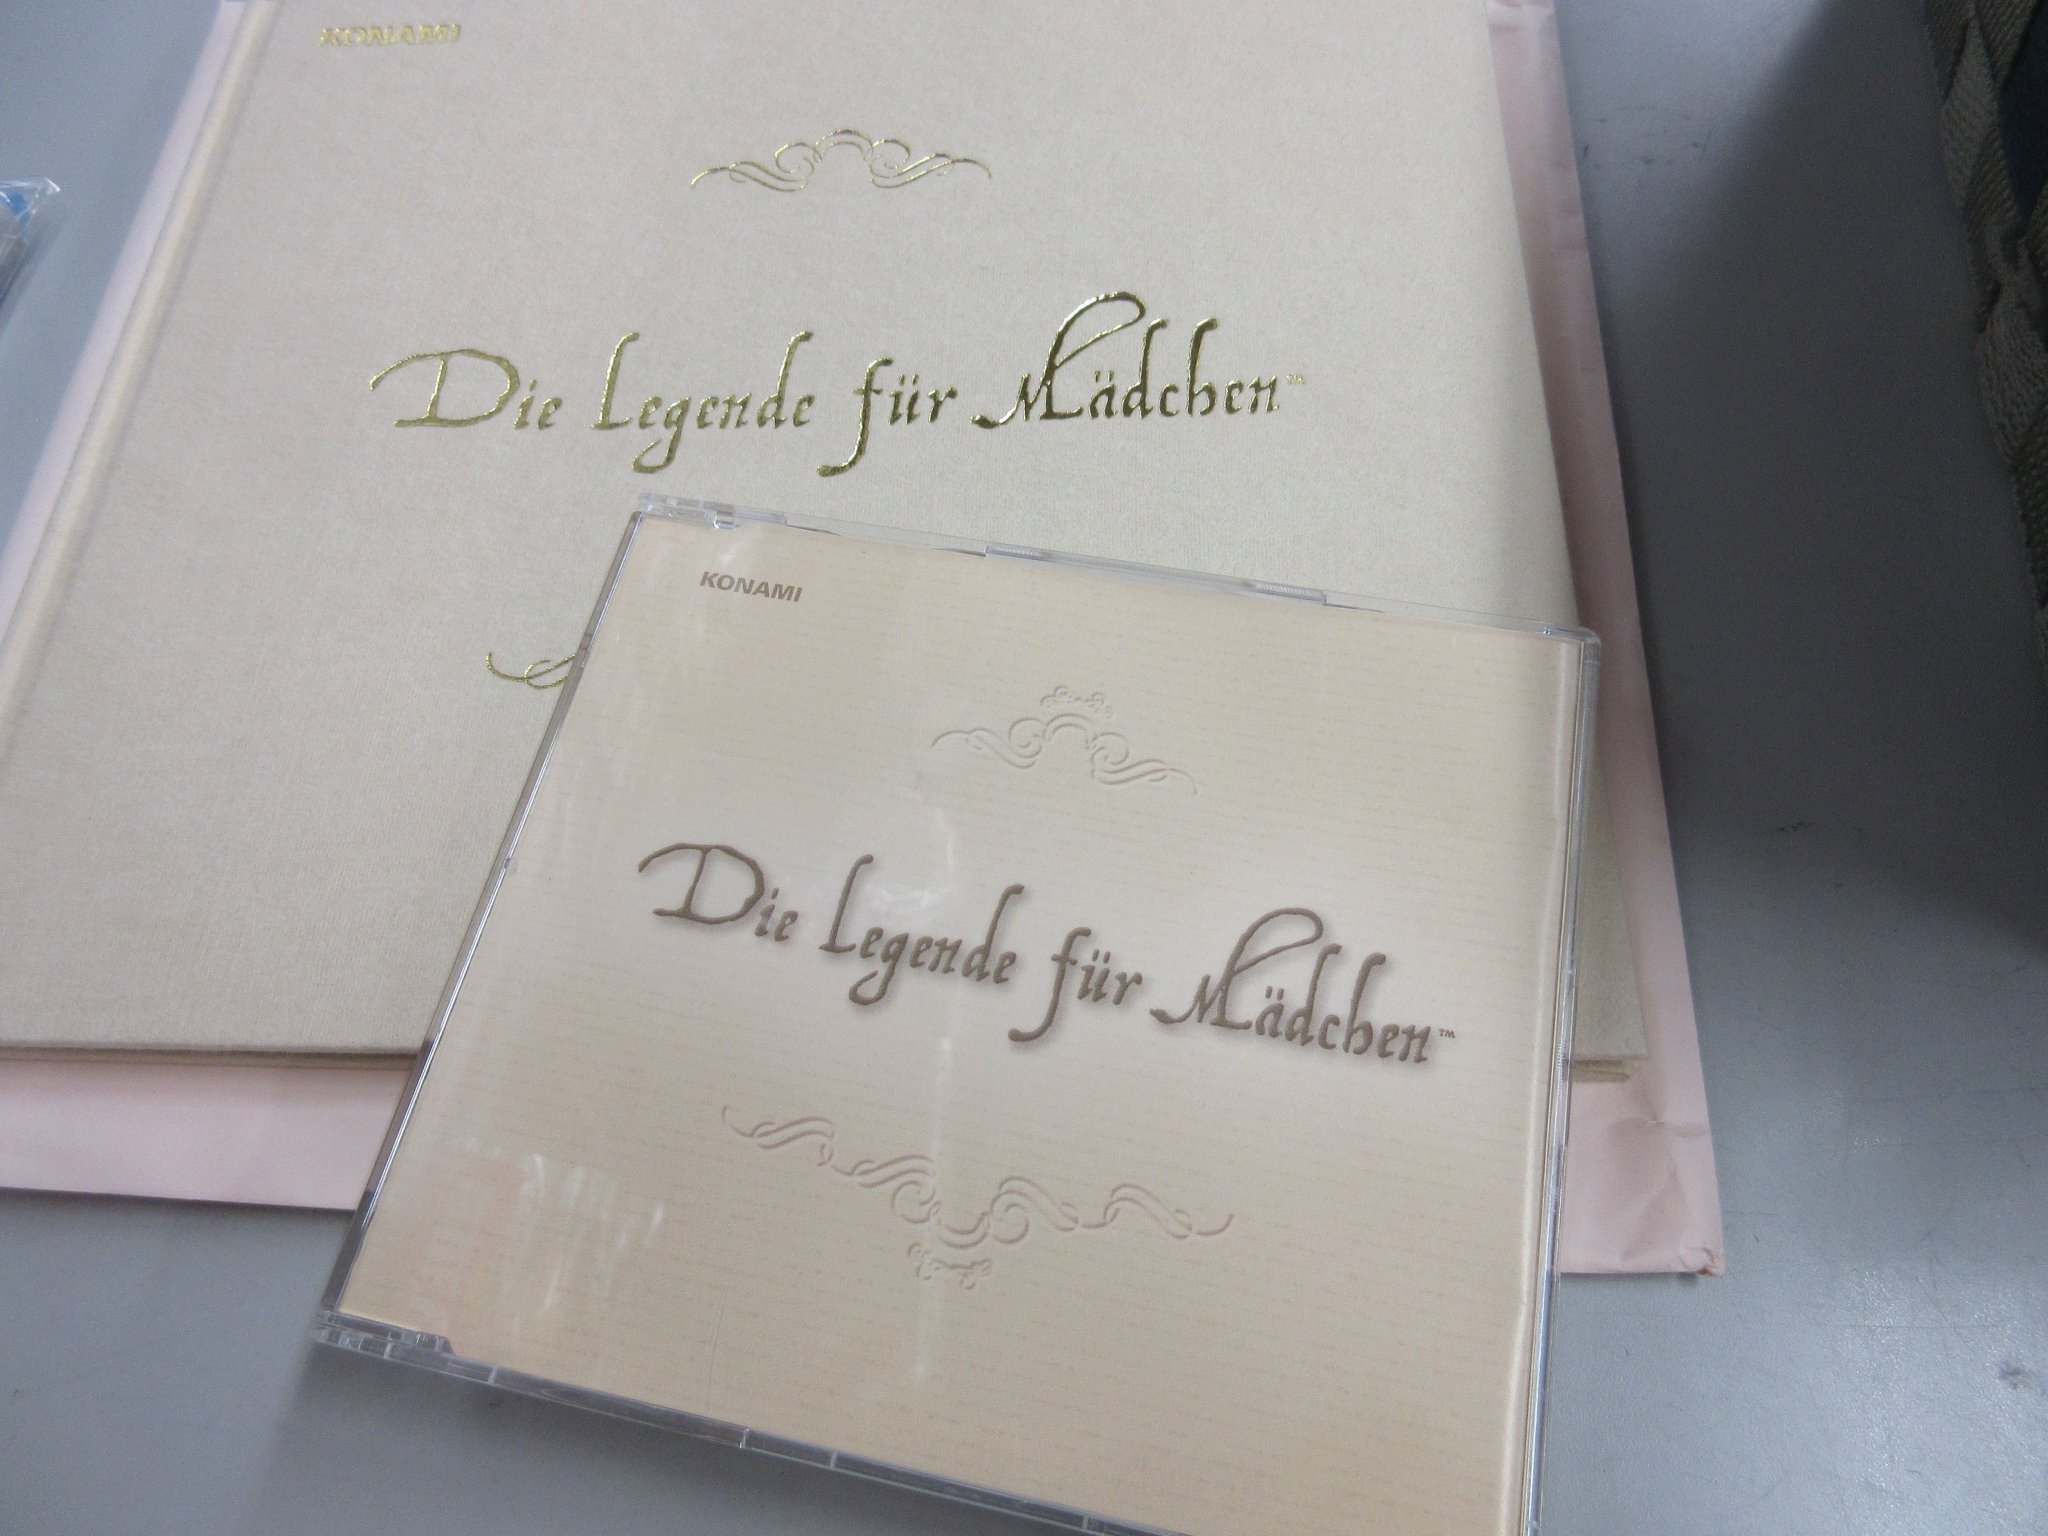 KONAMI
Die Legende für Mädchen™
KONAMI
Die Legende für Mädchen™